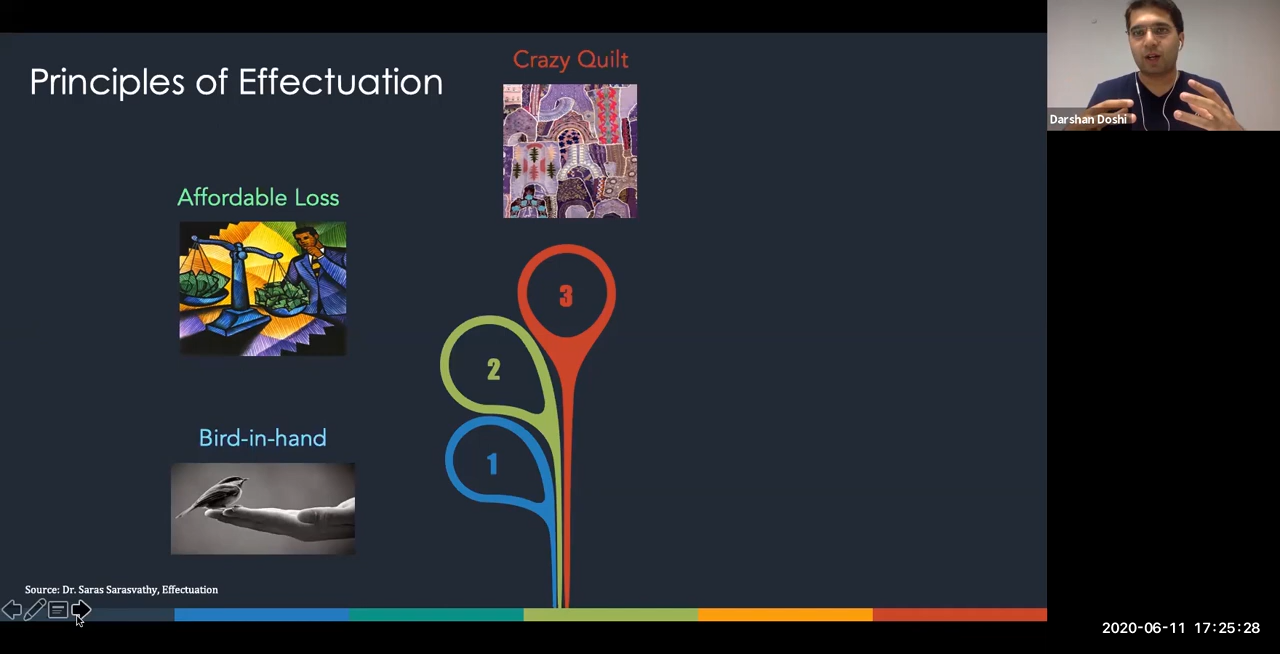 Principles of Effectuation
Crazy Quilt
Affordable Loss
3
2
Bird-in-hand
1
Source: Dr. Saras Sarasvathy, Effectuation
Darshan Doshi
2020-06-11 17:25:28